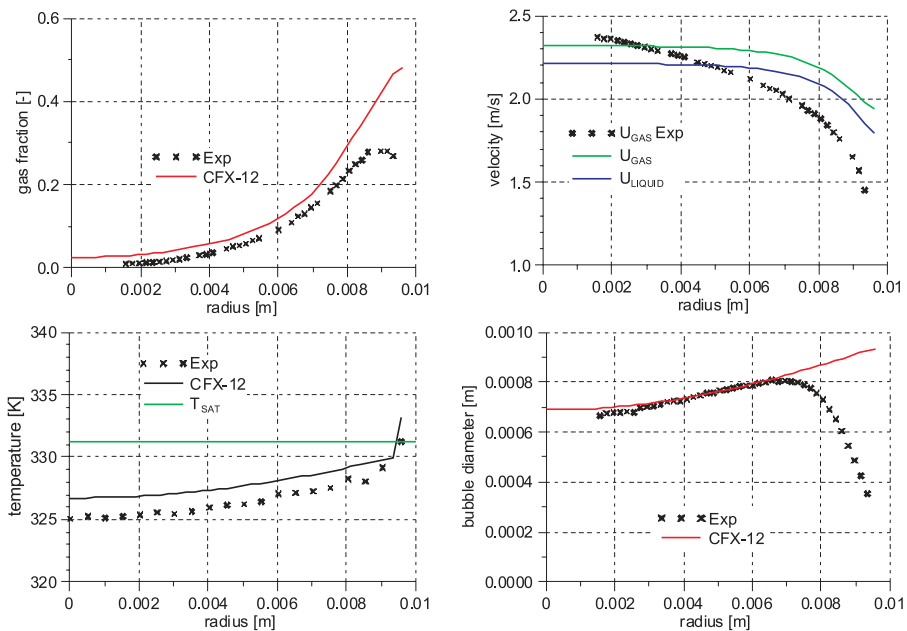 0.6
0.4
0.2
0.0
gas fraction [-]
Exp
CFX-12
0
0.002
0.004
0.006
0.008
0.01
radius [m]
2.5
2.0
1.5
1.0
velocity [m/s]
U_GAS Exp
U_GAS
U_LIQUID
0
0.002
0.004
0.006
0.008
0.01
radius [m]
340
335
330
325
320
temperature [K]
Exp
CFX-12
T_SAT
0
0.002
0.004
0.006
0.008
0.01
radius [m]
0.0010
0.0008
0.0006
0.0004
0.0002
0.0000
bubble diameter [m]
Exp
CFX-12
0
0.002
0.004
0.006
0.008
0.01
radius [m]